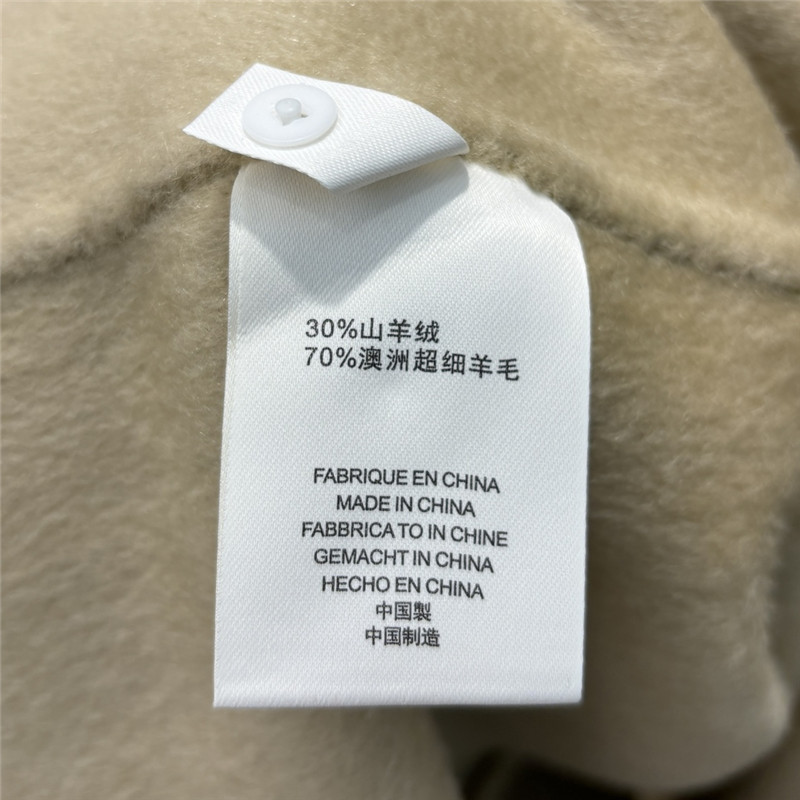 30%山羊绒
70%澳洲超细羊毛
FABRIQUE EN CHINA
MADE IN CHINA
FABBRICA TO IN CHINE
GEMACHT IN CHINA
HECHO EN CHINA
中国製
中国制造